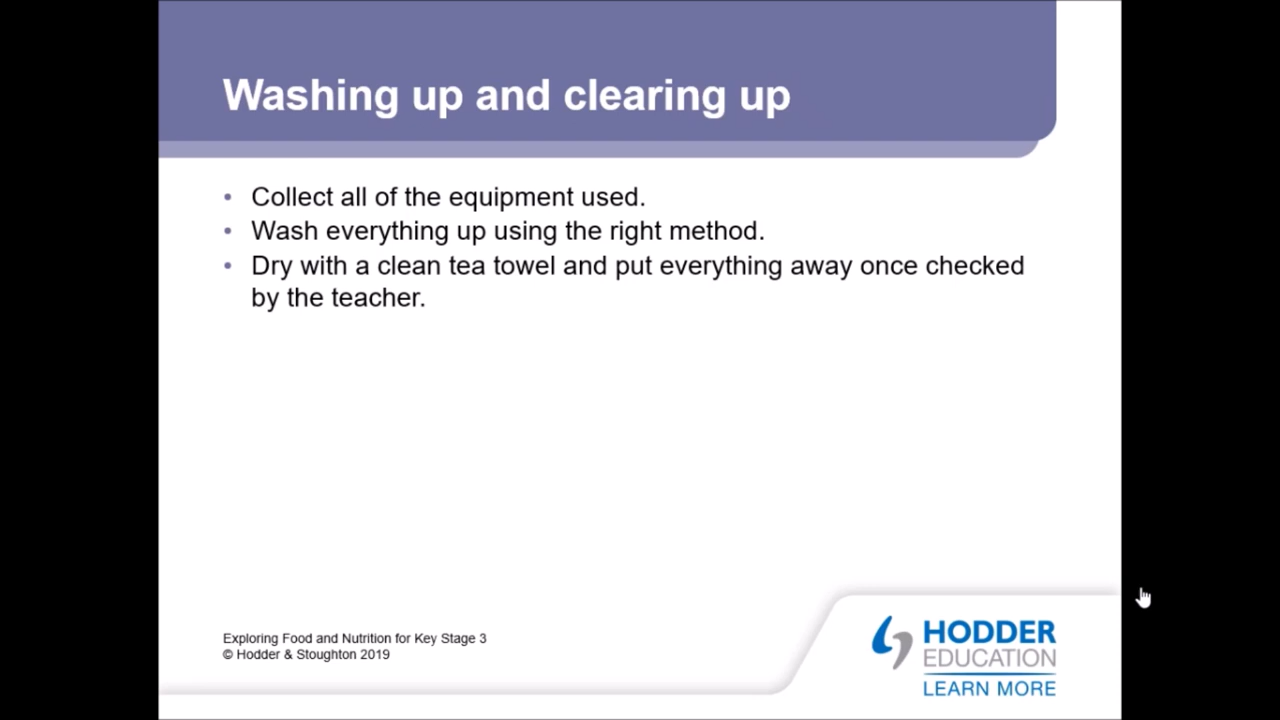 Washing up and clearing up
• Collect all of the equipment used.
• Wash everything up using the right method.
• Dry with a clean tea towel and put everything away once checked
by the teacher.
Exploring Food and Nutrition for Key Stage 3
© Hodder & Stoughton 2019
HODDER
EDUCATION
LEARN MORE